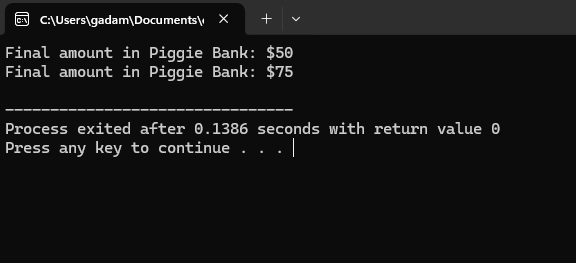 C:\Users\gadam\Documents\
Final amount in Piggie Bank: $50
Final amount in Piggie Bank: $75
--------------------------------
Process exited after 0.1386 seconds with return value 0
Press any key to continue . . .